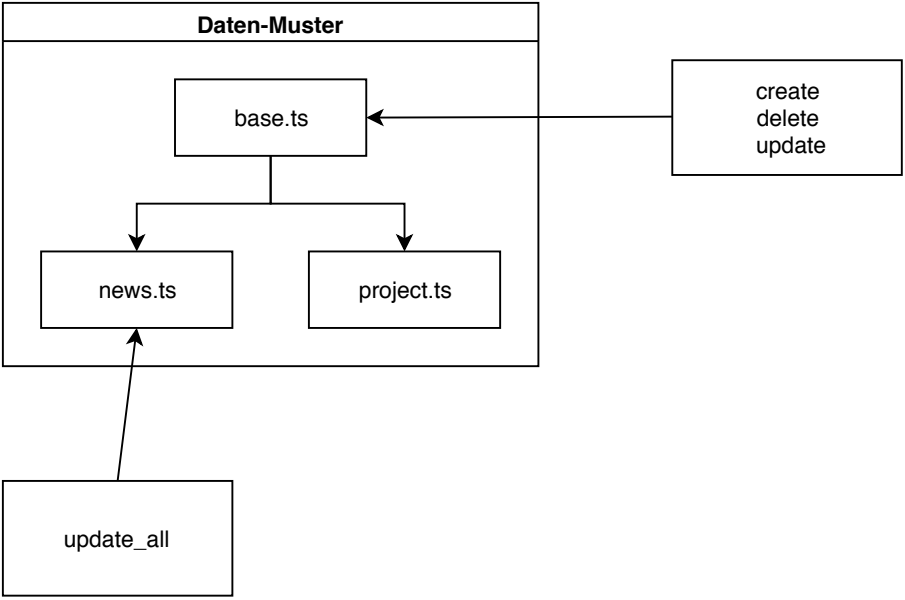 Daten-Muster
base.ts
create
delete
update
news.ts
project.ts
update_all